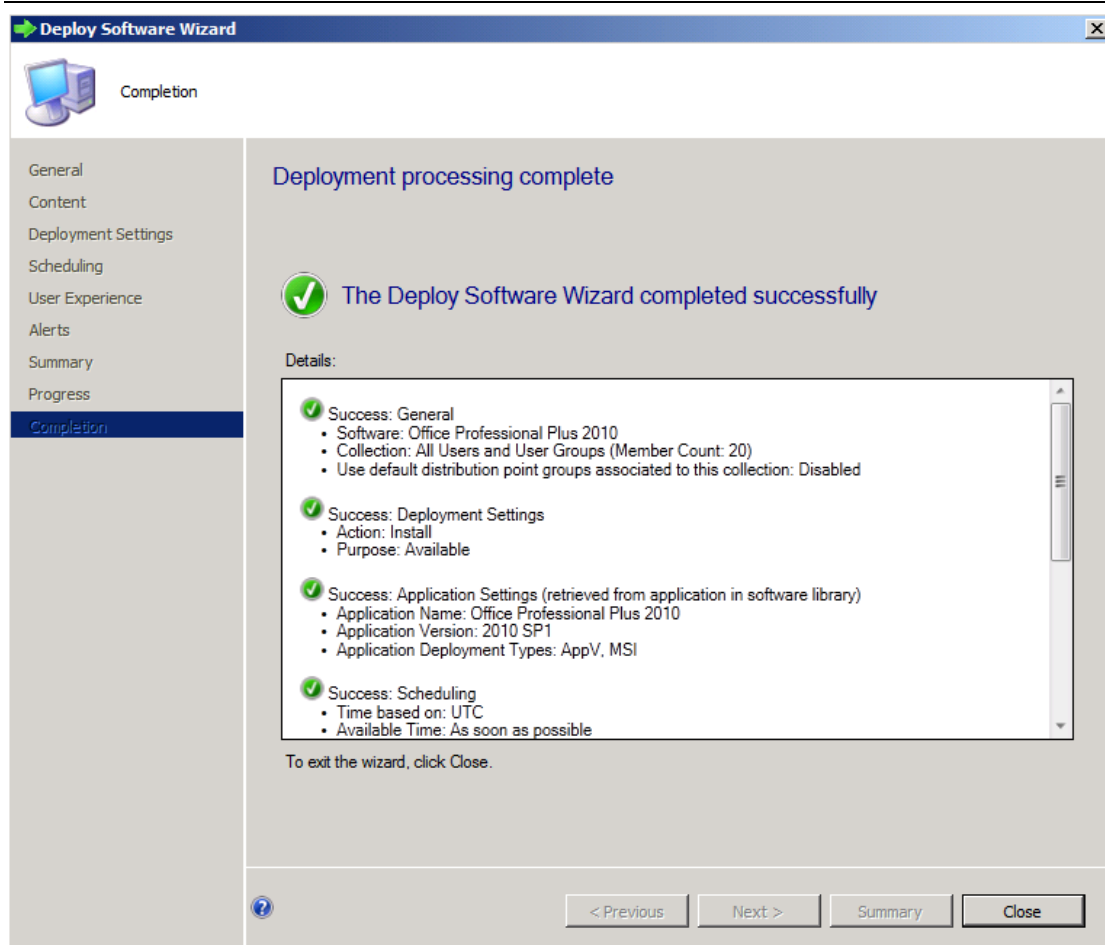 Deploy Software Wizard
Completion
General
Content
Deployment Settings
Scheduling
User Experience
Alerts
Summary
Progress
Completion
Deployment processing complete
The Deploy Software Wizard completed successfully
Details:
Success: General
• Software: Office Professional Plus 2010
• Collection: All Users and User Groups (Member Count: 20)
• Use default distribution point groups associated to this collection: Disabled
Success: Deployment Settings
• Action: Install
• Purpose: Available
Success: Application Settings (retrieved from application in software library)
• Application Name: Office Professional Plus 2010
• Application Version: 2010 SP1
• Application Deployment Types: AppV, MSI
Success: Scheduling
• Time based on: UTC
• Available Time: As soon as possible
To exit the wizard, click Close.
< Previous
Next >
Summary
Close